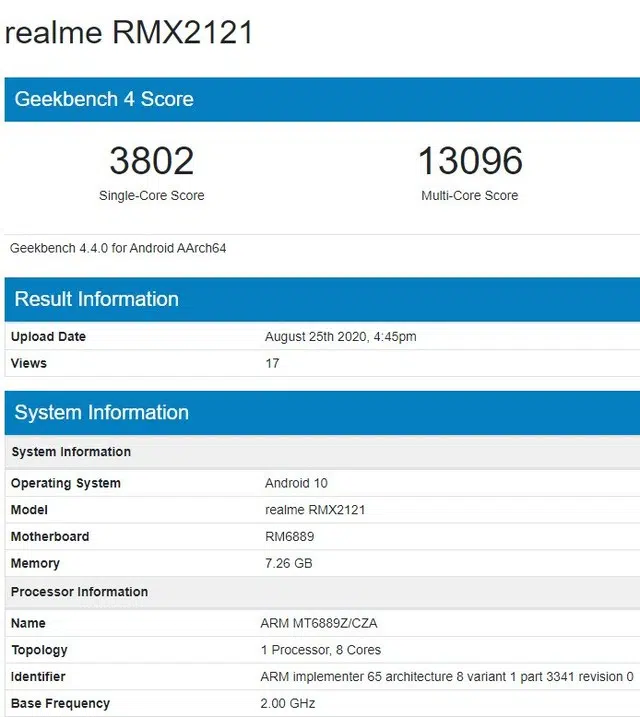 realme RMX2121
Geekbench 4 Score
3802 13096
Single-Core Score Multi-Core Score
Geekbench 4.4.0 for Android AArch64
Result Information
Upload Date August 25th 2020, 4:45pm
Views 17
System Information
System Information
Operating System Android 10
Model realme RMX2121
Motherboard RM6889
Memory 7.26 GB
Processor Information
Name ARM MT6889Z/CZA
Topology 1 Processor, 8 Cores
Identifier ARM implementer 65 architecture 8 variant 1 part 3341 revision 0
Base Frequency 2.00 GHz